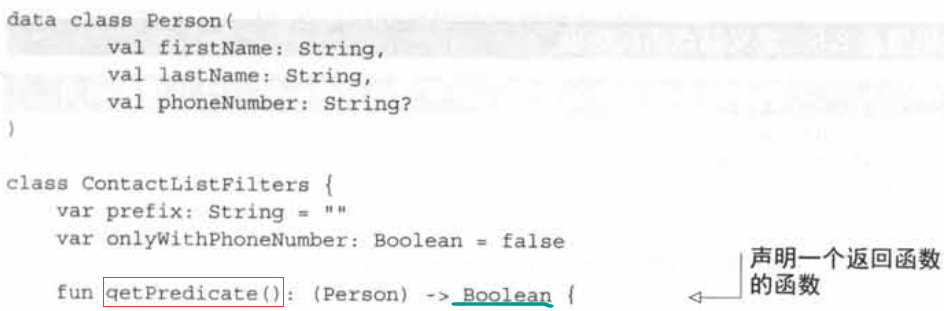 data class Person(
        val firstName: String,
        val lastName: String,
        val phoneNumber: String?
)
class ContactListFilters {
    var prefix: String = ""
    var onlyWithPhoneNumber: Boolean = false
    fun getPredicate(): (Person) -> Boolean {
声明一个返回函数
的函数